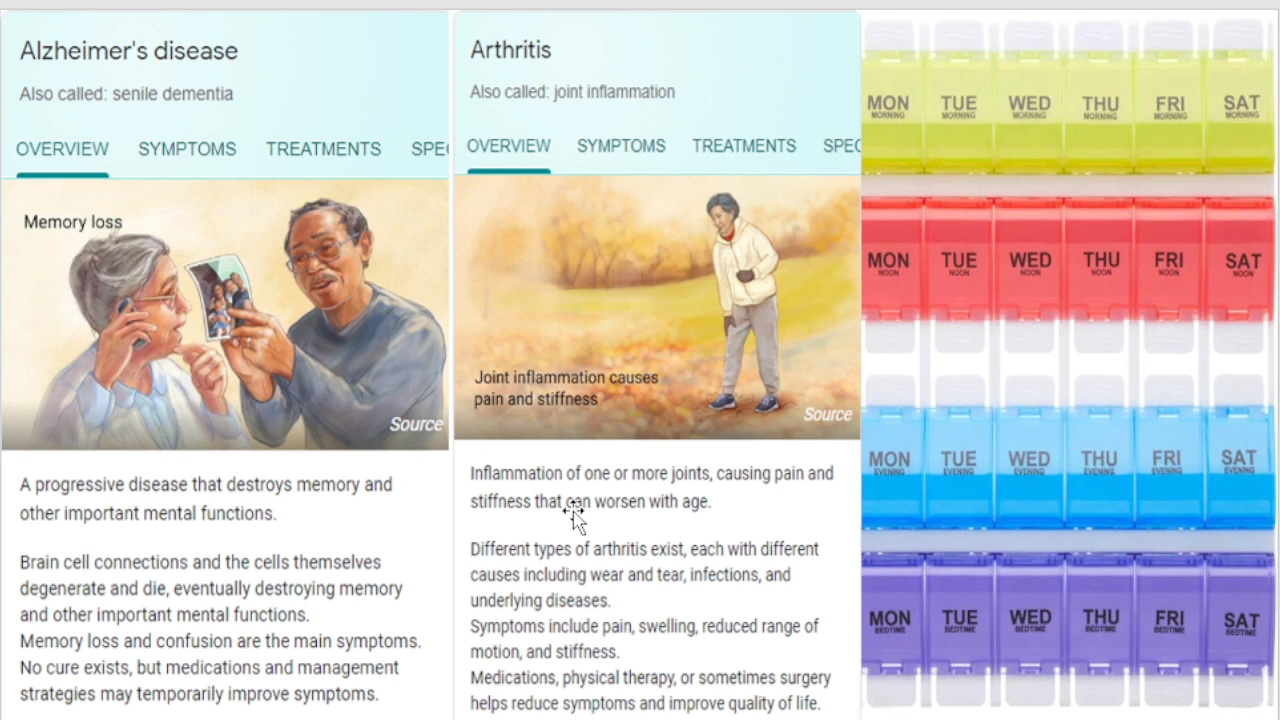 Alzheimer's disease
Also called: senile dementia
OVERVIEW SYMPTOMS TREATMENTS SPEC
Memory loss
Source
A progressive disease that destroys memory and
other important mental functions.
Brain cell connections and the cells themselves
degenerate and die, eventually destroying memory
and other important mental functions.
Memory loss and confusion are the main symptoms.
No cure exists, but medications and management
strategies may temporarily improve symptoms.
Arthritis
Also called: joint inflammation
OVERVIEW SYMPTOMS TREATMENTS SPEC
Joint inflammation causes
pain and stiffness
Source
Inflammation of one or more joints, causing pain and
stiffness that can worsen with age.
Different types of arthritis exist, each with different
causes including wear and tear, infections, and
underlying diseases.
Symptoms include pain, swelling, reduced range of
motion, and stiffness.
Medications, physical therapy, or sometimes surgery
helps reduce symptoms and improve quality of life.
MON TUE WED THU FRI SAT
MORNING MORNING MORNING MORNING MORNING MORNING
MON TUE WED THU FRI SAT
NOON NOON NOON NOON NOON NOON
MON TUE WED THU FRI SAT
EVENING EVENING EVENING EVENING EVENING EVENING
MON TUE WED THU FRI SAT
BEDTIME BEDTIME BEDTIME BEDTIME BEDTIME BEDTIME